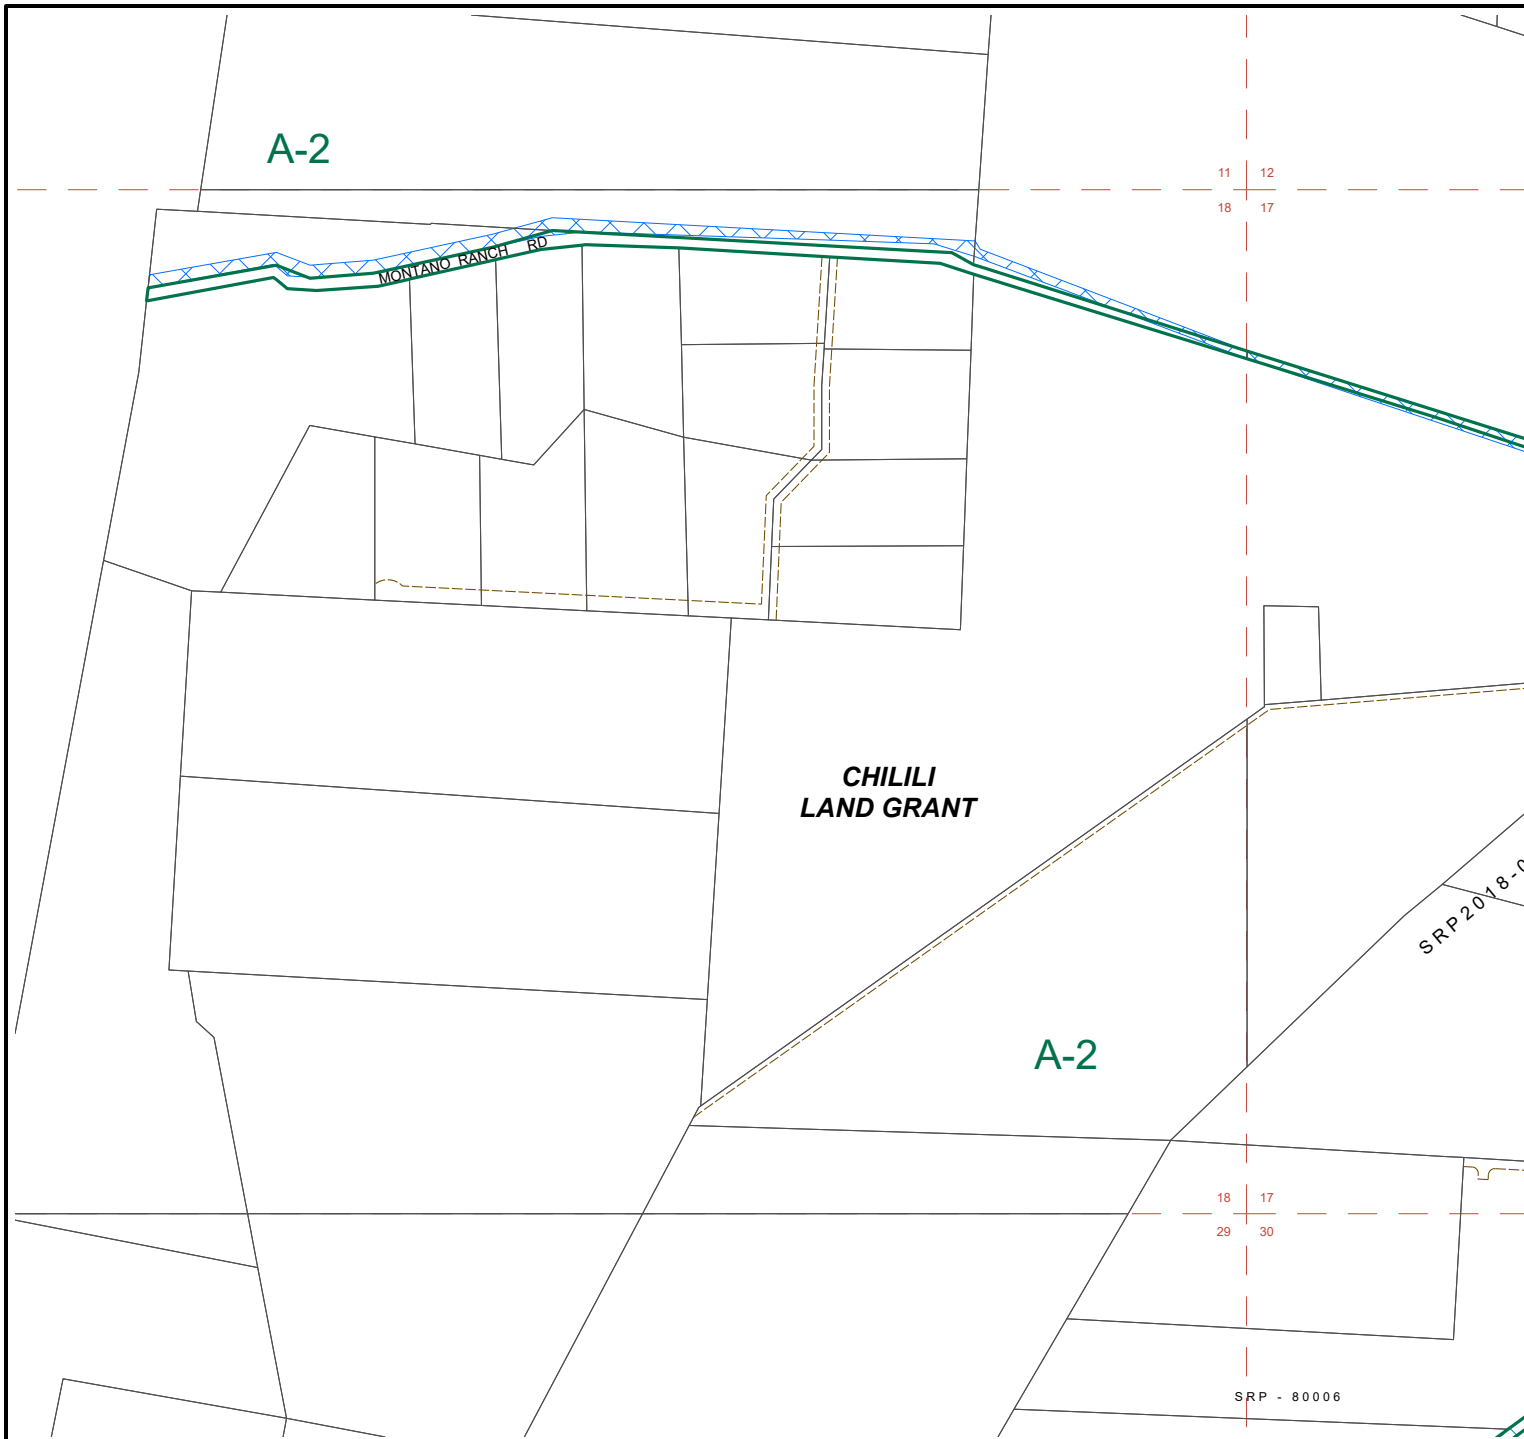 A-2
11 12
18 17
MONTANO RANCH RD
CHILILI
LAND GRANT
SRP2018-0
A-2
18 17
29 30
SRP - 80006